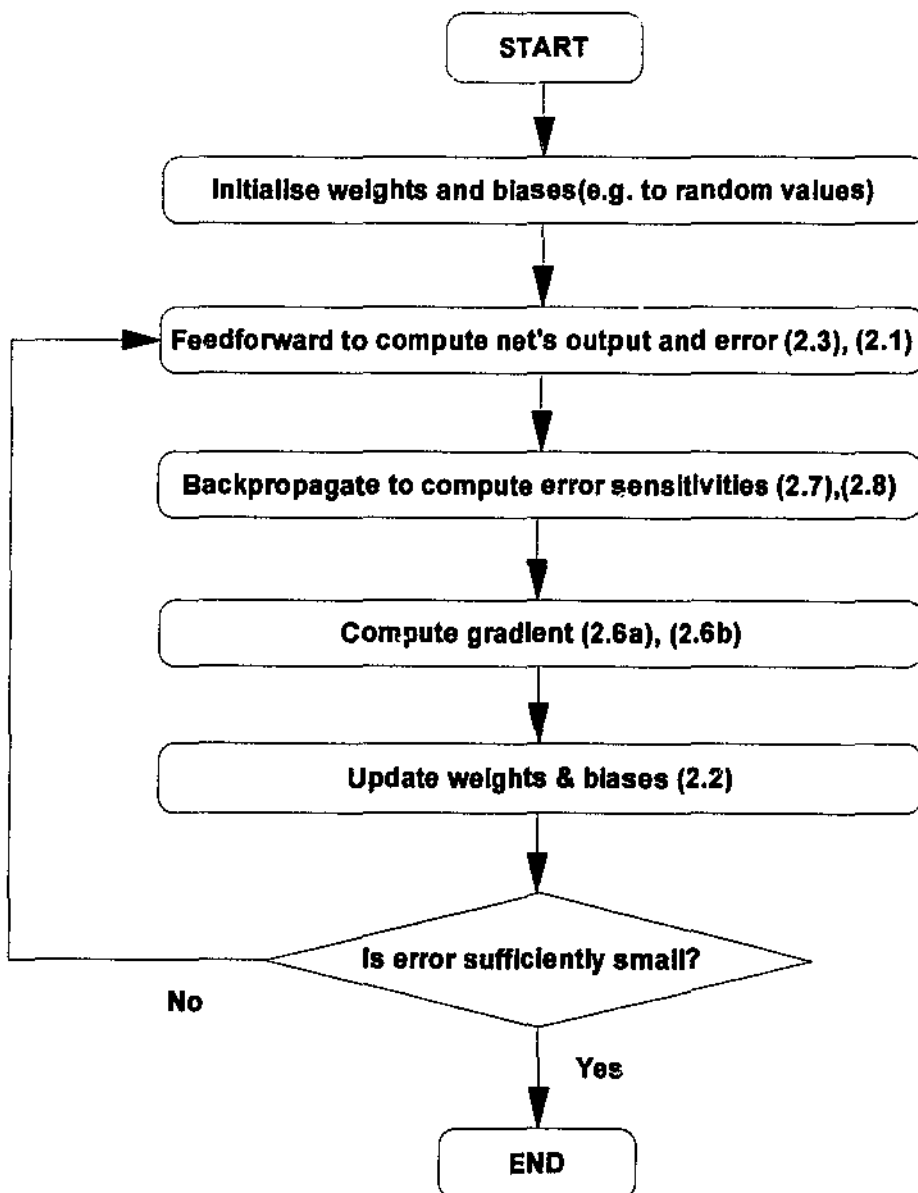 START
Initialise weights and biases(e.g. to random values)
Feedforward to compute net's output and error (2.3), (2.1)
Backpropagate to compute error sensitivities (2.7),(2.8)
Compute gradient (2.6a), (2.6b)
Update weights & biases (2.2)
Is error sufficiently small?
No
Yes
END